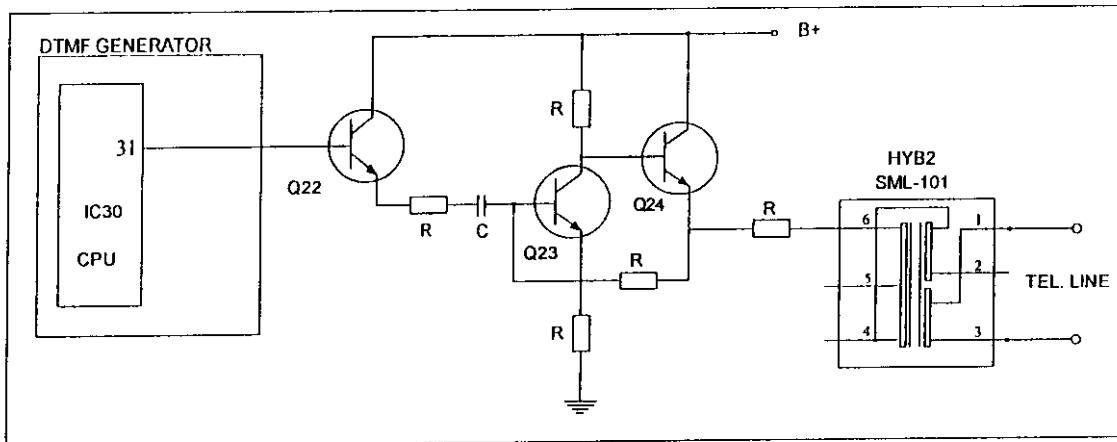 DTMF GENERATOR
31
IC30
CPU
Q22
R
C
B+
R
Q23
Q24
R
R
R
HYB2
SML-101
6
5
4
1
2
3
TEL. LINE